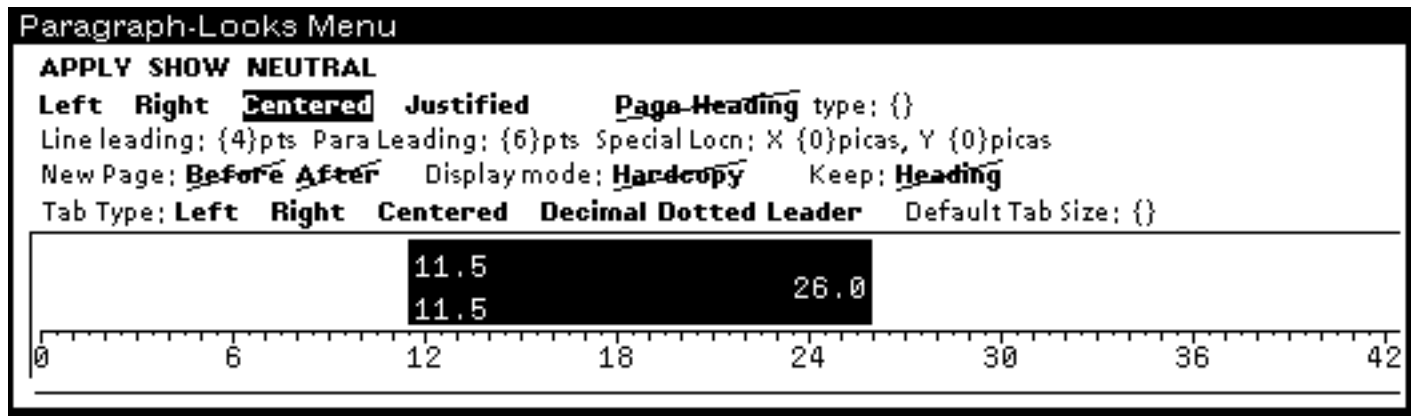 Paragraph-Looks Menu
APPLY SHOW NEUTRAL
Left Right Centered Justified Page Heading type: {}
Line leading: {4}pts Para Leading: {6}pts Special Locn: X {0}picas, Y {0}picas
New Page: Before After Display mode: Hardcopy Keep: Heading
Tab Type: Left Right Centered Decimal Dotted Leader Default Tab Size: {}
11.5
26.0
11.5
0 6 12 18 24 30 36 42